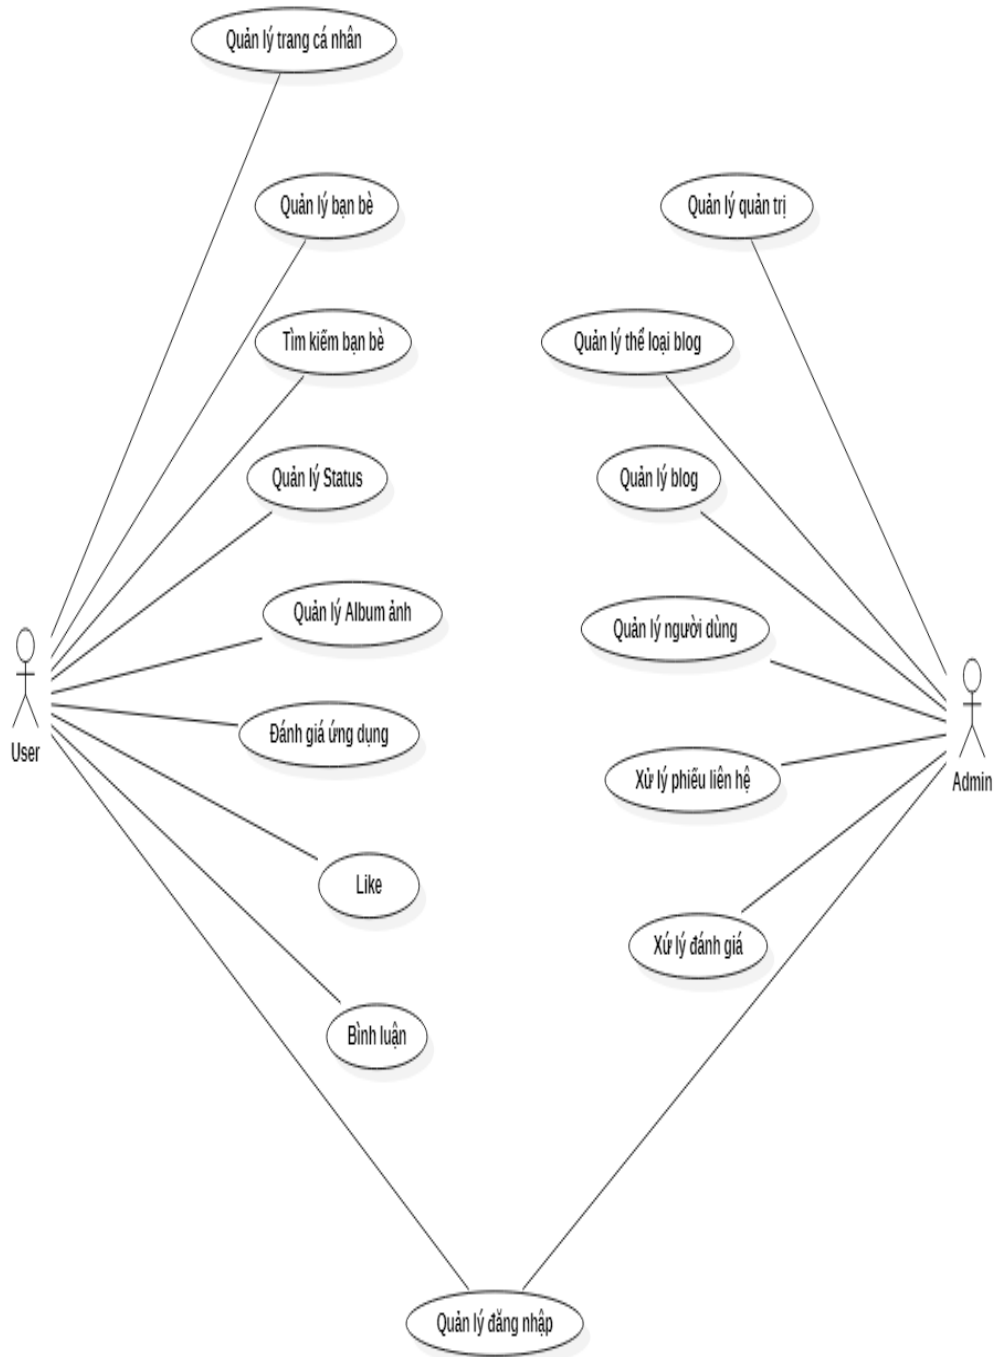 Quản lý trang cá nhân
Quản lý bạn bè
Quản lý quản trị
Tìm kiếm bạn bè
Quản lý thể loại blog
Quản lý Status
Quản lý blog
Quản lý Album ảnh
Quản lý người dùng
Đánh giá ứng dụng
User
Xử lý phiếu liên hệ
Admin
Like
Xứ lý đánh giá
Bình luận
Quản lý đăng nhập